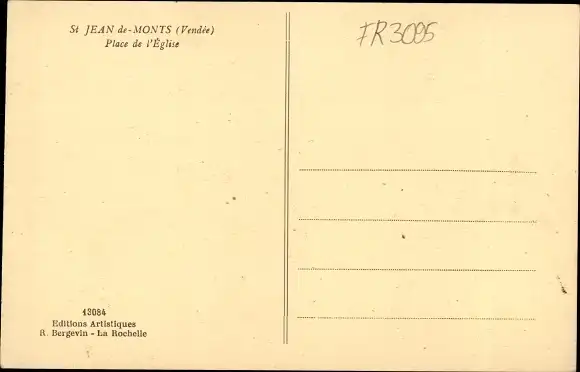 St JEAN de-MONTS (Vendée)
Place de l'Église
FR3095
13084
Editions Artistiques
R. Bergevin - La Rochelle